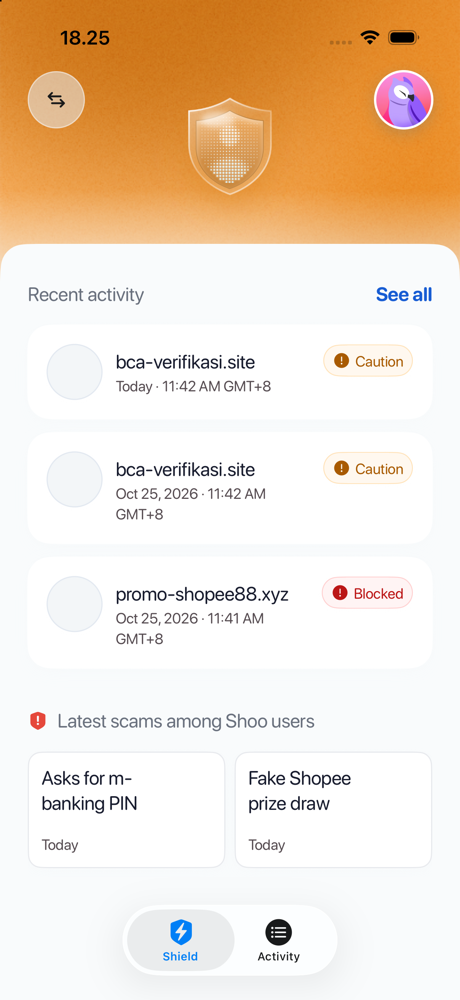 18.25
Recent activity
See all
bca-verifikasi.site
Caution
Today · 11:42 AM GMT+8
bca-verifikasi.site
Caution
Oct 25, 2026 · 11:42 AM
GMT+8
promo-shopee88.xyz
Blocked
Oct 25, 2026 · 11:41 AM
GMT+8
Latest scams among Shoo users
Asks for m-
banking PIN
Today
Fake Shopee
prize draw
Today
Shield
Activity